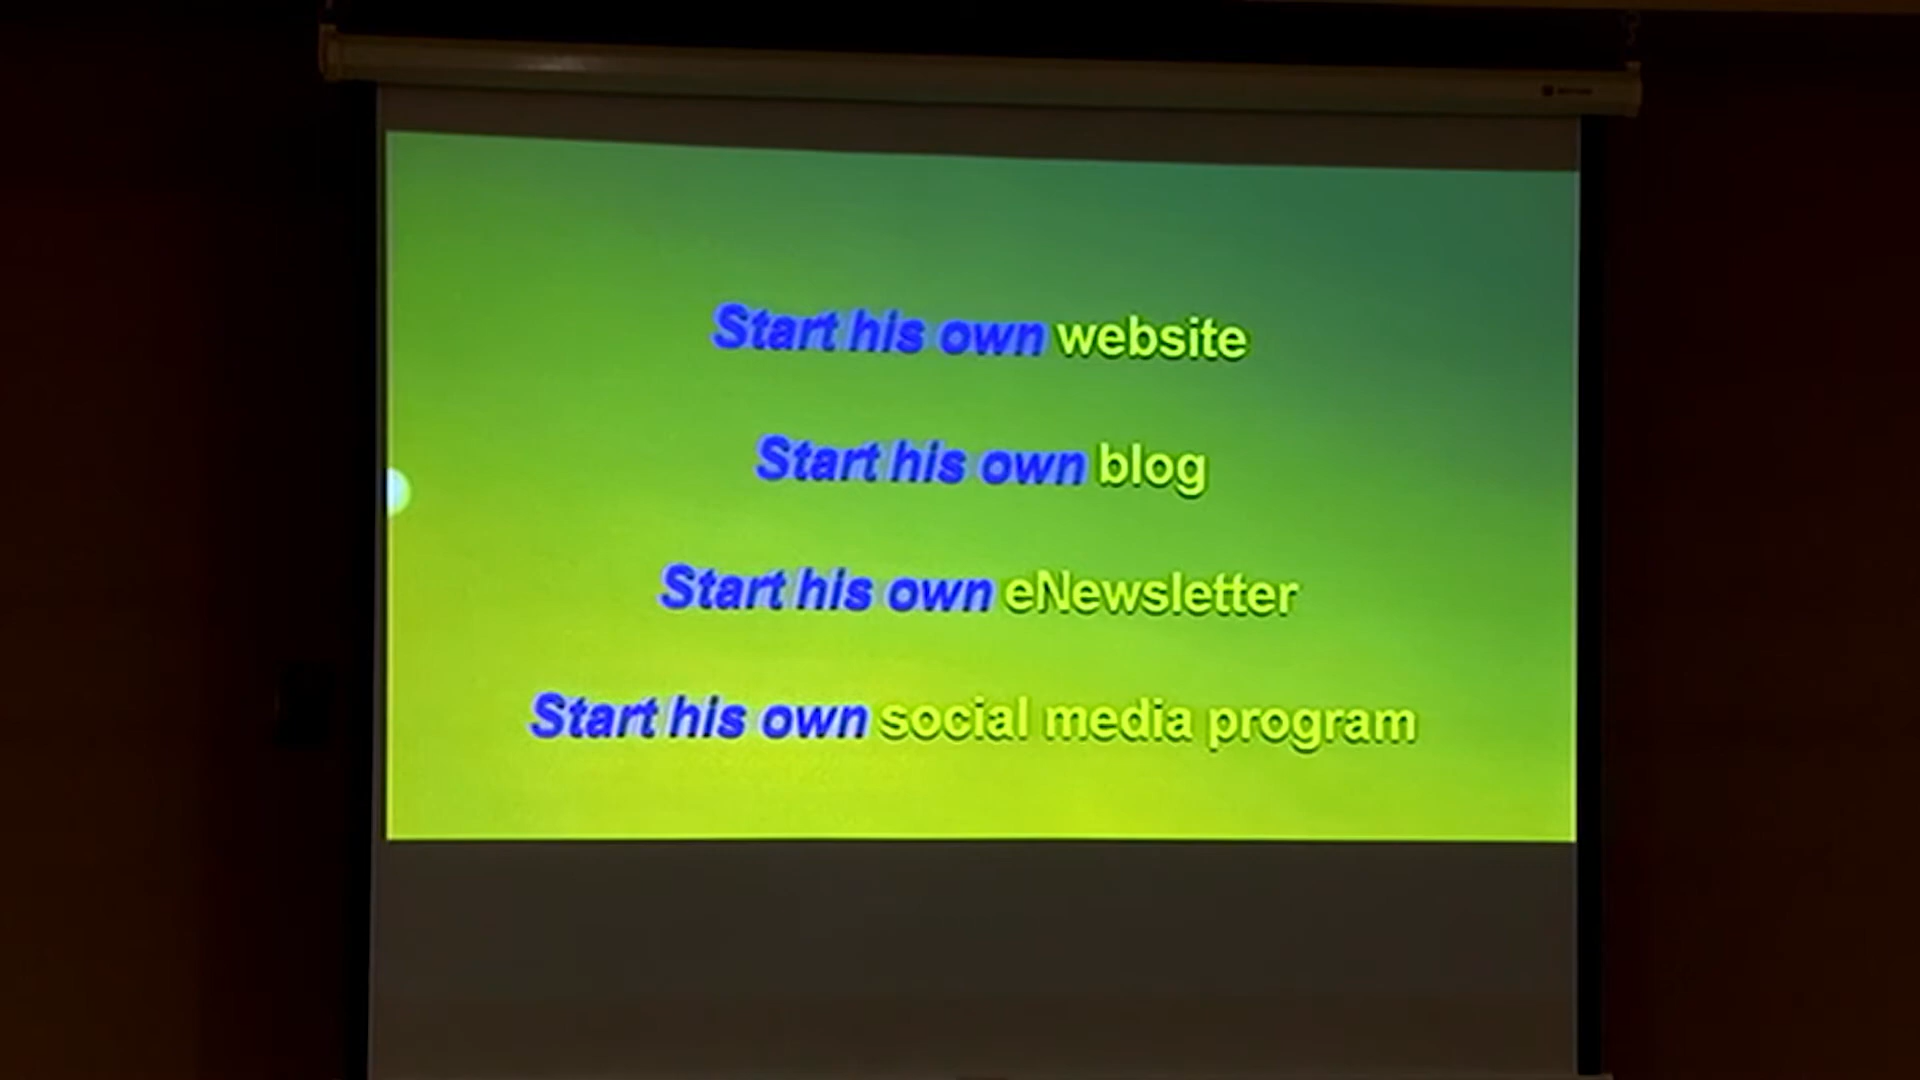 Start his own website
Start his own blog
Start his own eNewsletter
Start his own social media program